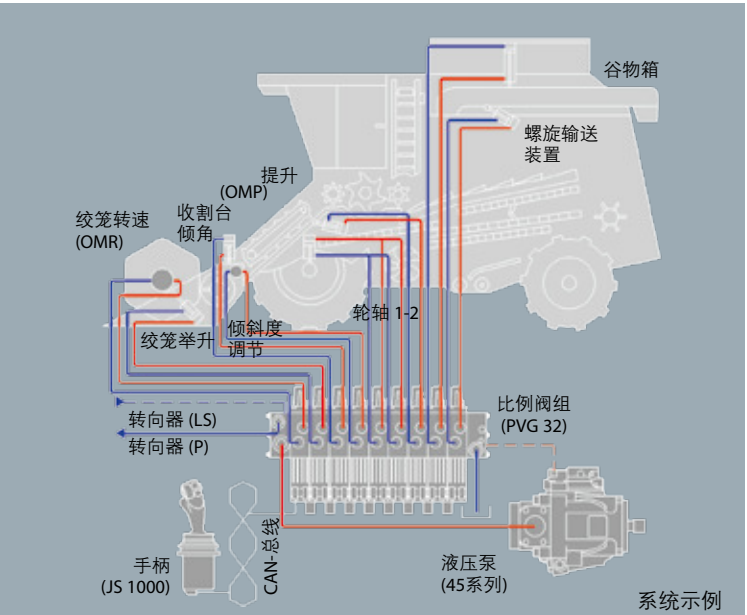 谷物箱
螺旋输送
装置
提升
(OMP)
收割台
倾角
绞笼转速
(OMR)
轮轴 1-2
倾斜度
调节
绞笼举升
转向器 (LS)
转向器 (P)
比例阀组
(PVG 32)
CAN-总线
手柄
(JS 1000)
液压泵
(45系列)
系统示例